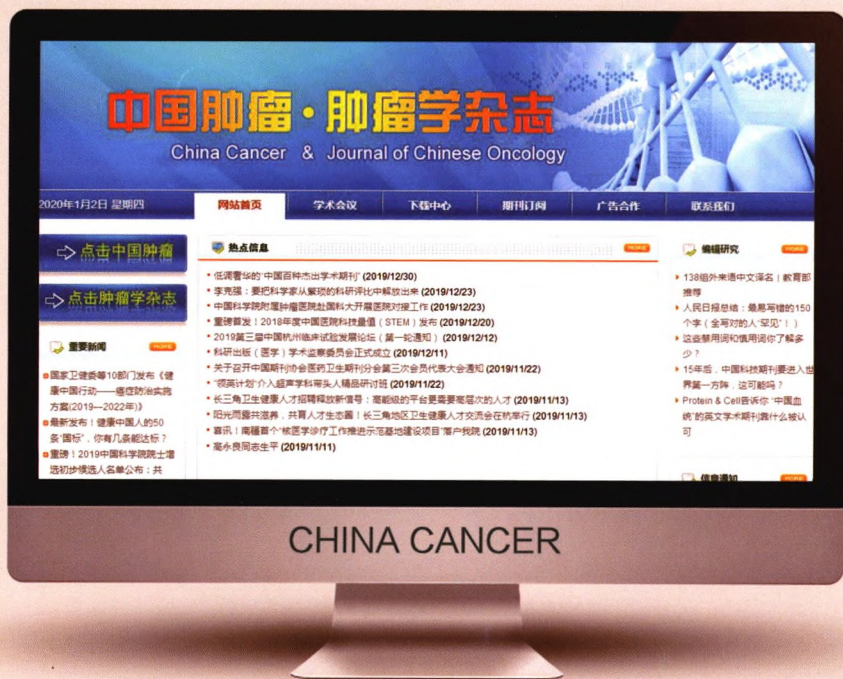 中国肿瘤·肿瘤学杂志
China Cancer & Journal of Chinese Oncology
2020年1月2日 星期四
网站首页
学术会议
下载中心
期刊订阅
广告合作
联系我们
点击中国肿瘤
点击肿瘤学杂志
重要新闻
MORE
国家卫健委等10部门发布《健
康中国行动——癌症防治实施
方案(2019—2022年)》
最新发布！健康中国人的50
条“国标”，你有几条能达标？
重磅！2019中国科学院院士增
选初步候选人名单公布：共
热点信息
MORE
低调奢华的“中国百种杰出学术期刊” (2019/12/30)
李克强：要把科学家从繁琐的科研评比中解放出来 (2019/12/23)
中国科学院附属肿瘤医院赴国科大开展医院对接工作 (2019/12/23)
重磅首发！2018年度中国医院科技量值（STEM）发布 (2019/12/20)
2019第三届中国杭州临床试验发展论坛（第一轮通知） (2019/12/12)
科研出版（医学）学术监察委员会正式成立 (2019/12/11)
关于召开中国期刊协会医药卫生期刊分会第三次会员代表大会通知 (2019/11/22)
“领英计划”介入超声学科带头人精品研讨班 (2019/11/22)
长三角卫生健康人才招聘释放新信号：高能级的平台更需要高层次的人才 (2019/11/13)
阳光雨露共滋养，共育人才生态圈！长三角地区卫生健康人才交流会在杭举行 (2019/11/13)
喜讯！南疆首个“核医学诊疗工作推进示范基地建设项目”落户我院 (2019/11/13)
高永良同志生平 (2019/11/11)
编辑研究
MORE
138组外来语中文译名｜教育部
推荐
人民日报总结：最易写错的150
个字（全写对的人“罕见”！）
这些禁用词和慎用词你了解多
少？
15年后，中国科技期刊要进入世
界第一方阵，这可能吗？
Protein & Cell告诉你“中国血
统”的英文学术期刊靠什么被认
可
信息通知
MORE
CHINA CANCER